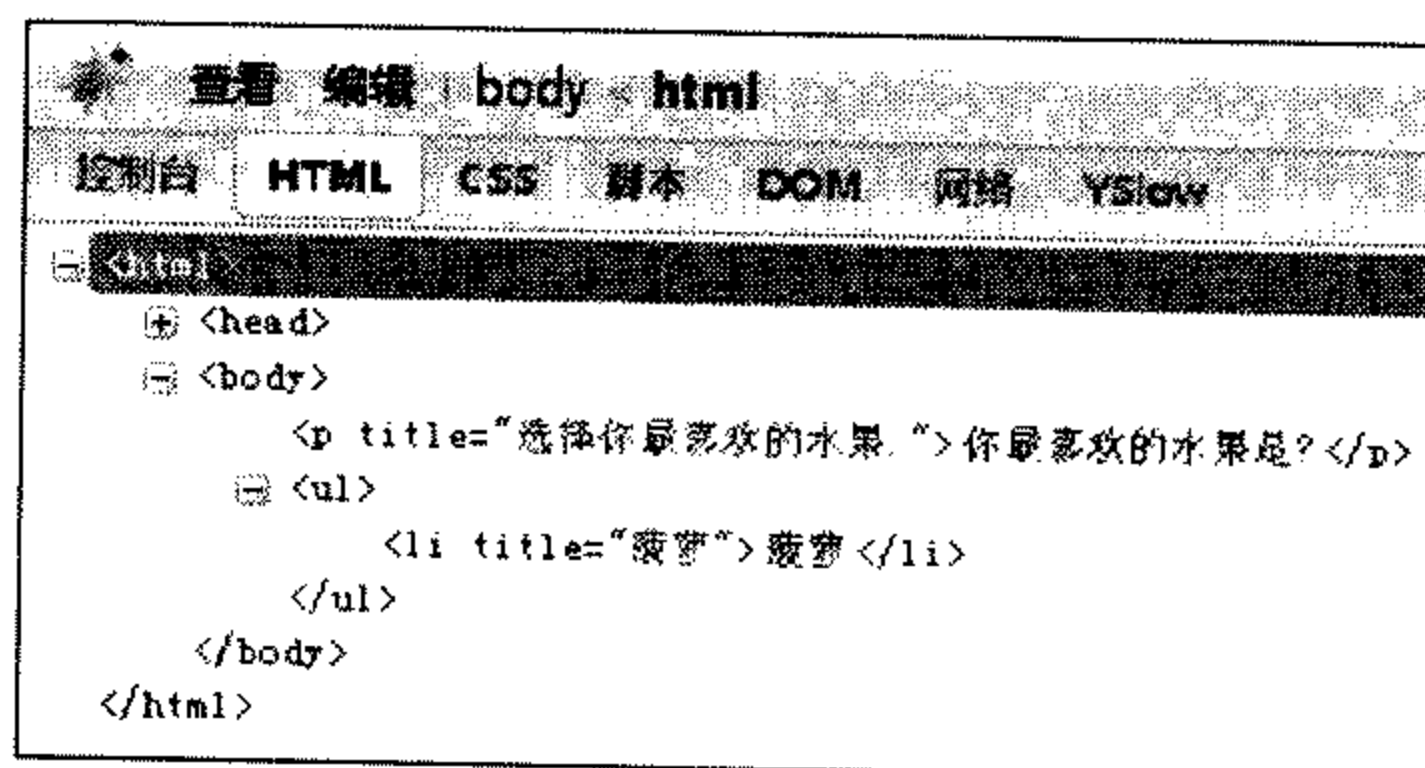 查看 编辑 | body < html
控制台 HTML CSS 脚本 DOM 网络 YSlow
<html>
<head>
<body>
<p title="选择你最喜欢的水果.">你最喜欢的水果是?</p>
<ul>
<li title="菠萝">菠萝</li>
</ul>
</body>
</html>